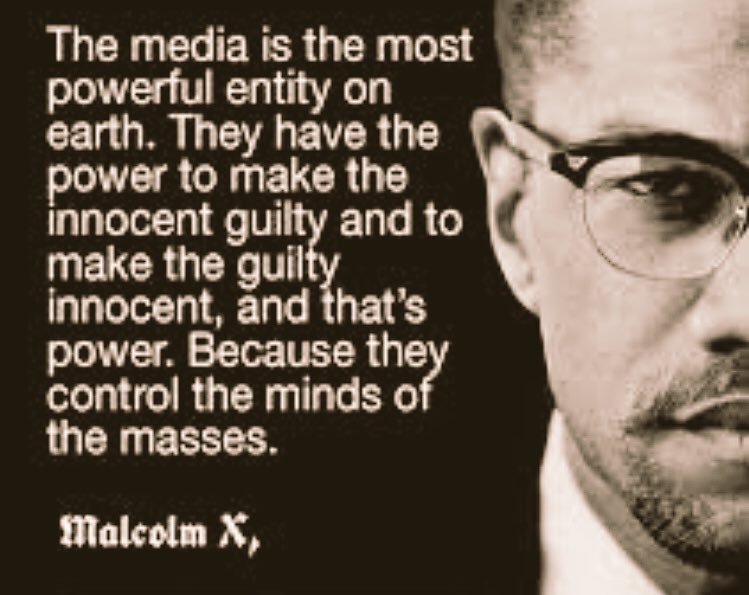 The media is the most
powerful entity on
earth. They have the
power to make the
innocent guilty and to
make the guilty
innocent, and that's
power. Because they
control the minds of
the masses.
Malcolm X,